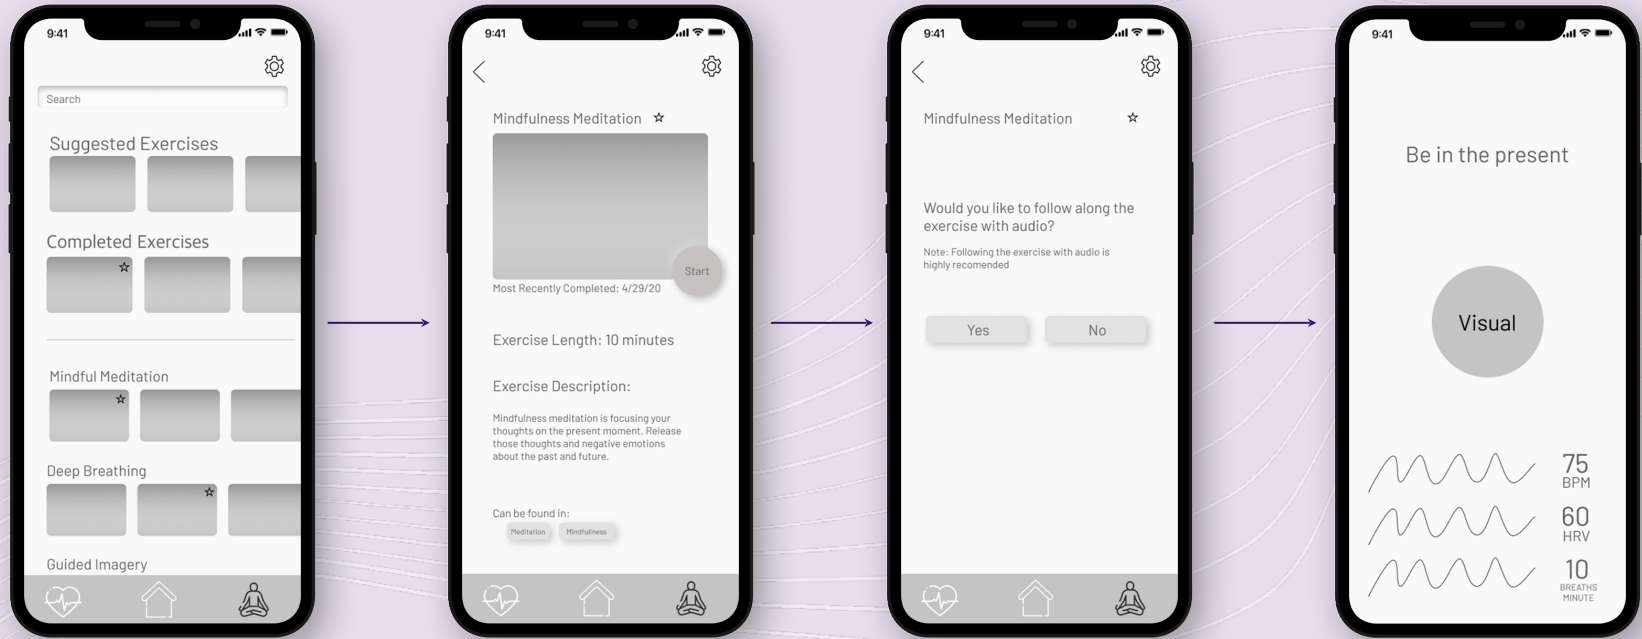 9:41
Search
Suggested Exercises
Completed Exercises
Mindful Meditation
Deep Breathing
Guided Imagery
9:41
Mindfulness Meditation
Start
Most Recently Completed: 4/29/20
Exercise Length: 10 minutes
Exercise Description:
Mindfulness meditation is focusing your
thoughts on the present moment. Release
those thoughts and negative emotions
about the past and future.
Can be found in:
Meditation Mindfullness
9:41
Mindfulness Meditation
Would you like to follow along the
exercise with audio?
Note: Following the exercise with audio is
highly recomended
Yes No
9:41
Be in the present
Visual
75
BPM
60
HRV
10
BREATHS
MINUTE